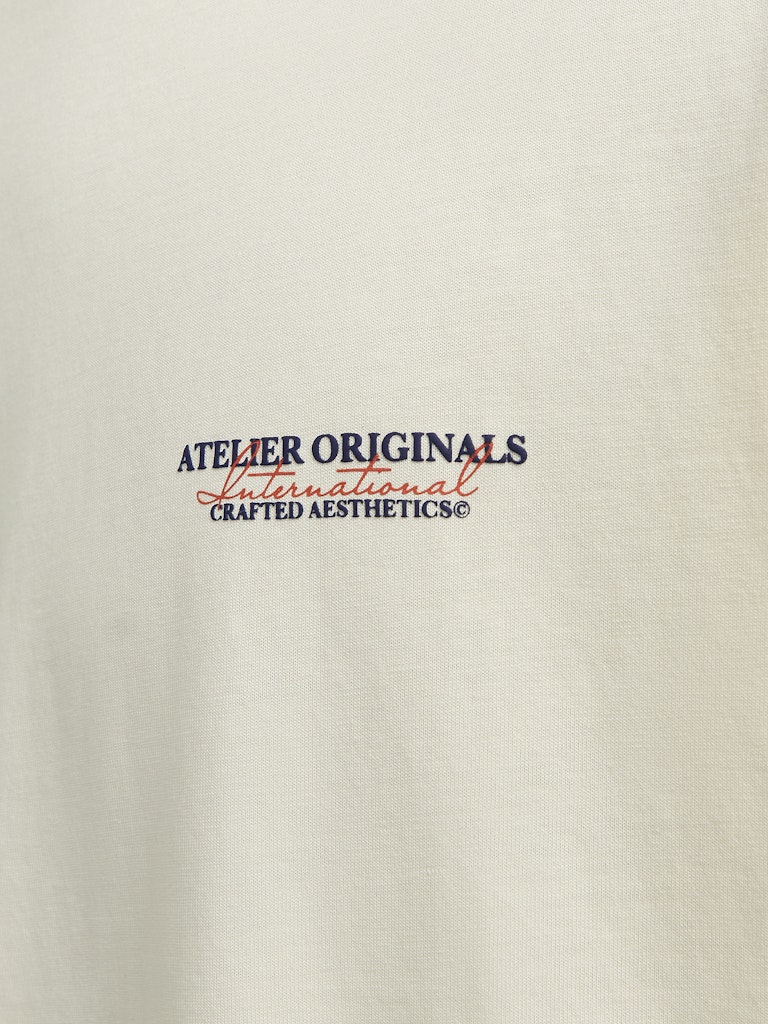 ATELIER ORIGINALS
International
CRAFTED AESTHETICS©